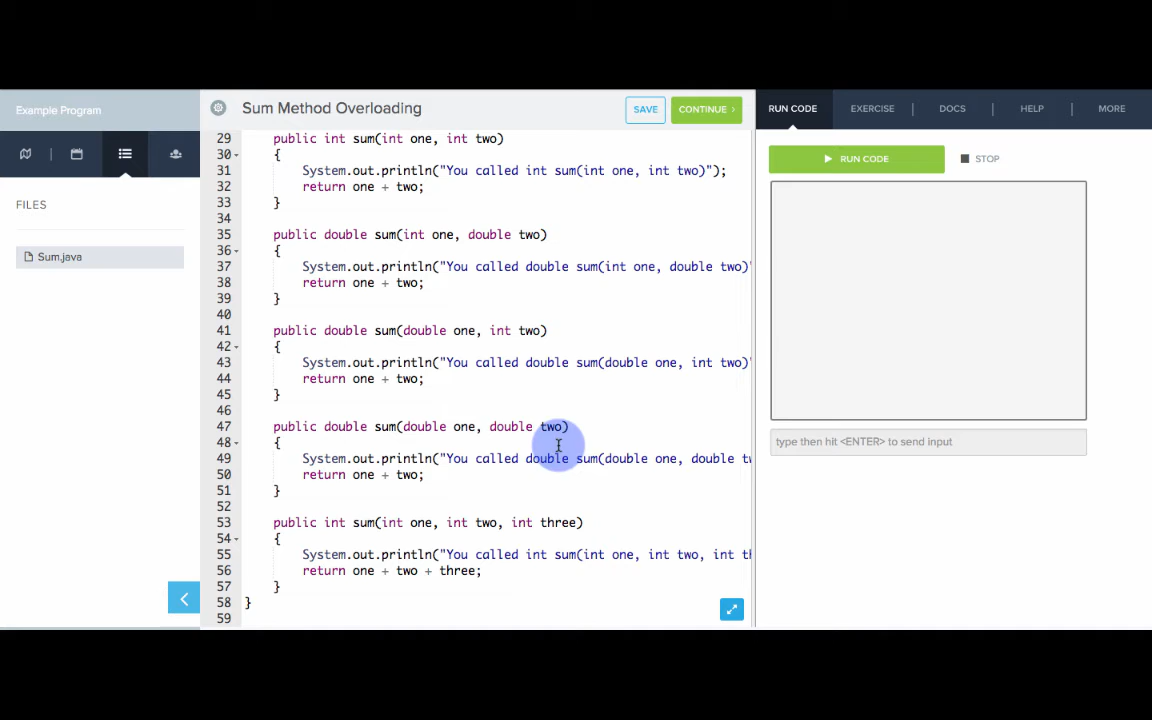 Example Program
Sum Method Overloading
SAVE
CONTINUE ›
RUN CODE
EXERCISE
DOCS
HELP
MORE
FILES
Sum.java
29 public int sum(int one, int two)
30 {
31 System.out.println("You called int sum(int one, int two)");
32 return one + two;
33 }
34
35 public double sum(int one, double two)
36 {
37 System.out.println("You called double sum(int one, double two)"
38 return one + two;
39 }
40
41 public double sum(double one, int two)
42 {
43 System.out.println("You called double sum(double one, int two)"
44 return one + two;
45 }
46
47 public double sum(double one, double two)
48 {
49 System.out.println("You called double sum(double one, double tw
50 return one + two;
51 }
52
53 public int sum(int one, int two, int three)
54 {
55 System.out.println("You called int sum(int one, int two, int th
56 return one + two + three;
57 }
58 }
59
RUN CODE
STOP
type then hit <ENTER> to send input